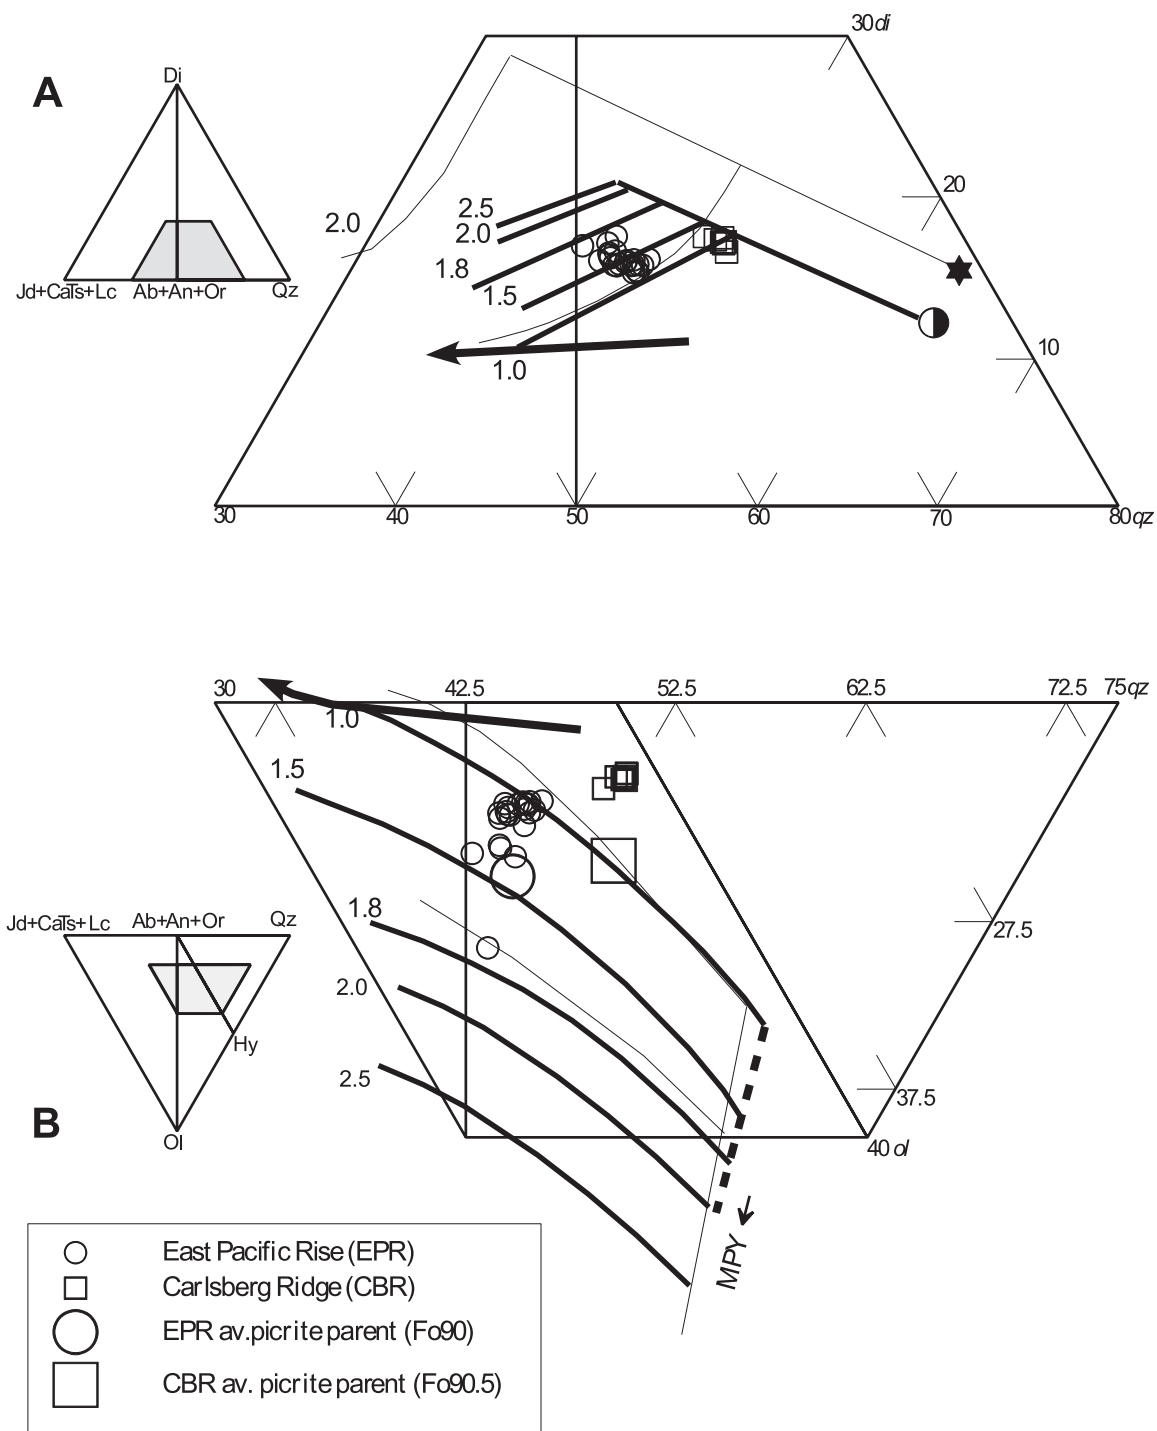 A
Di
Jd+CaTs+Lc Ab+An+Or Qz
30di
20
10
2.0
2.5
2.0
1.8
1.5
1.0
30 40 50 60 70 80qz
30 42.5 52.5 62.5 72.5 75qz
1.0
1.5
1.8
2.0
2.5
27.5
37.5
40 ol
MPY
Jd+CaTs+Lc Ab+An+Or Qz
Hy
Ol
B
East Pacific Rise (EPR)
Carlsberg Ridge (CBR)
EPR av.picrite parent (Fo90)
CBR av. picrite parent (Fo90.5)